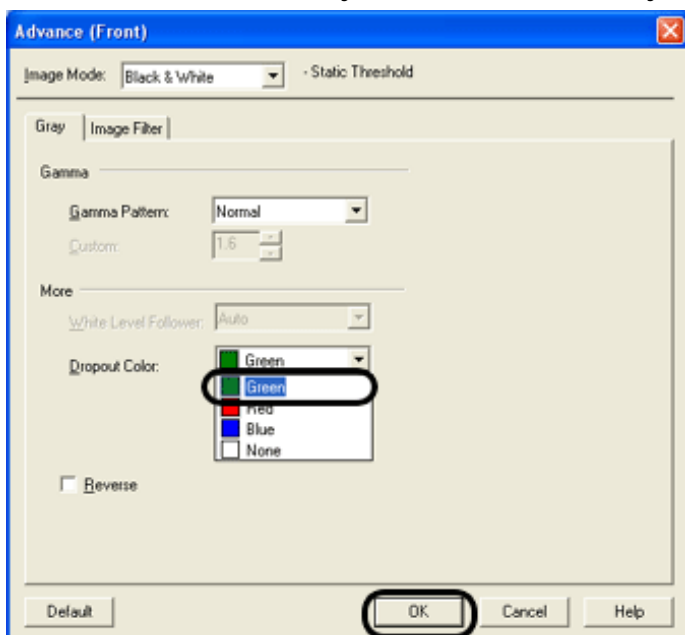 Advance (Front)
Image Mode: Black & White - Static Threshold
Gray Image Filter
Gamma
Gamma Pattern: Normal
Custom: 1.6
More
White Level Follower: Auto
Dropout Color: Green
Green
Red
Blue
None
Reverse
Default OK Cancel Help